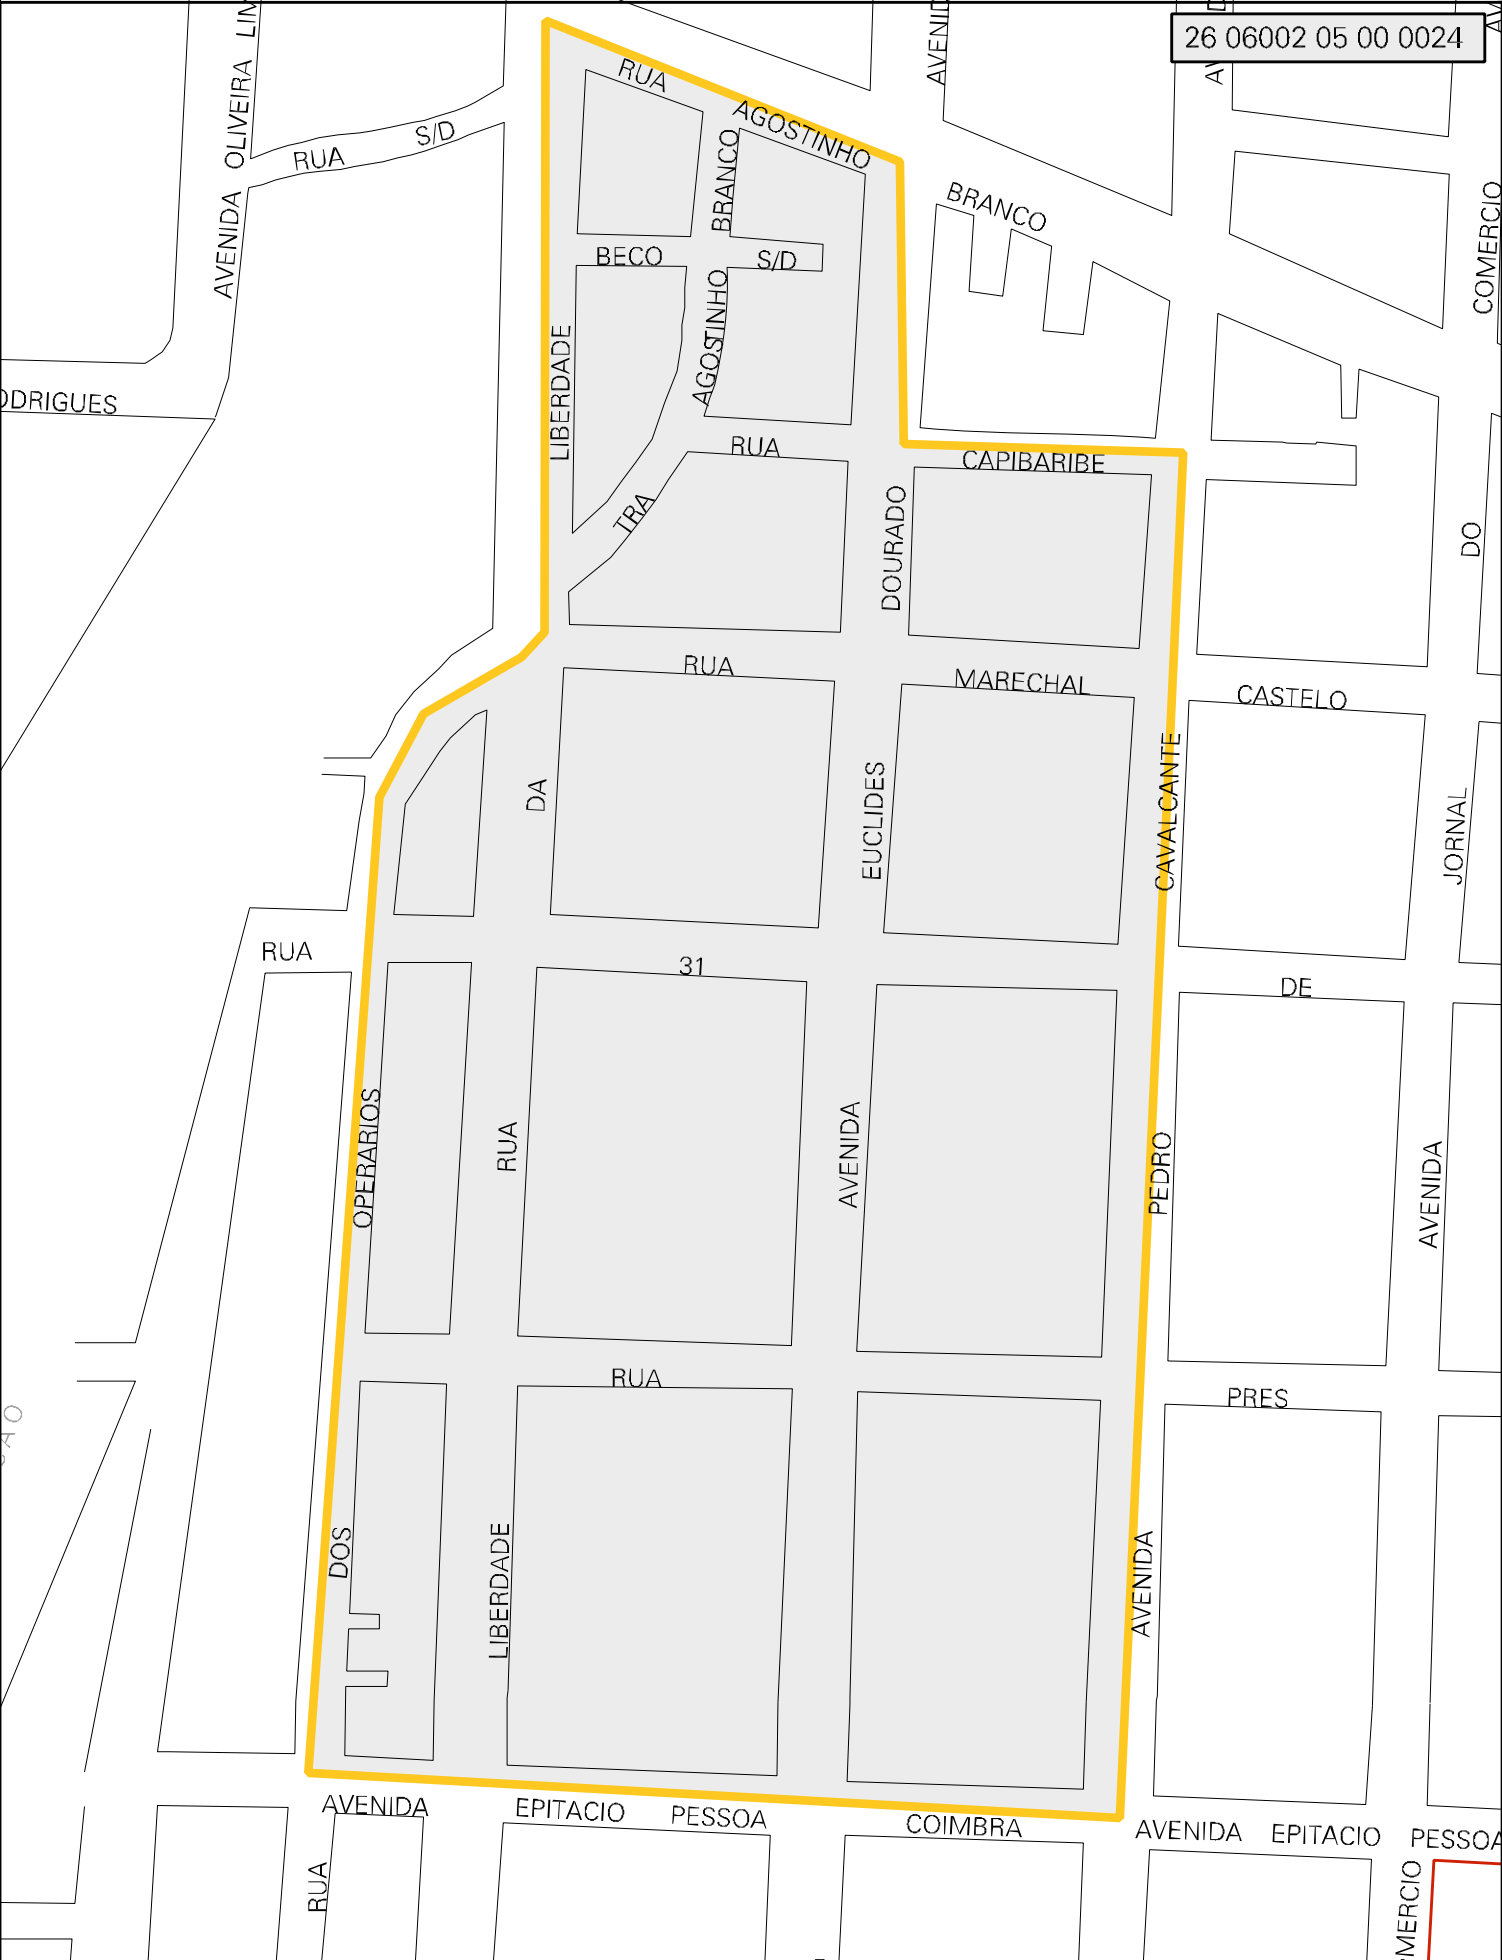 26 06002 05 00 0024
AVENIDA OLIVEIRA LIM
AVENID
RUA S/D
RUA AGOSTINHO BRANCO
AGOSTINHO BRANCO
BECO S/D
COMERCIO
ODRIGUES
LIBERDADE
RUA CAPIBARIBE
TRA
DOURADO
DO
RUA MARECHAL CASTELO
DA
EUCLIDES
CAVALCANTE
JORNAL
RUA 31 DE
OPERARIOS
RUA
AVENIDA
PEDRO
AVENIDA
RUA PRES
DOS
LIBERDADE
AVENIDA
AVENIDA EPITACIO PESSOA COIMBRA AVENIDA EPITACIO PESSOA
RUA
MERCIO